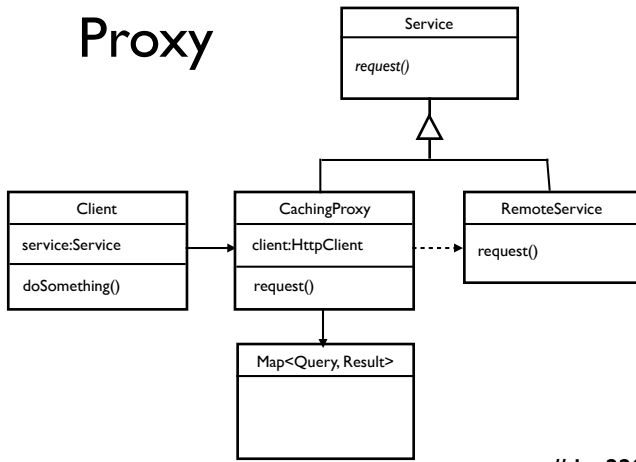 Proxy
Service
request()
Client
service:Service
doSomething()
CachingProxy
client:HttpClient
request()
RemoteService
request()
Map<Query, Result>